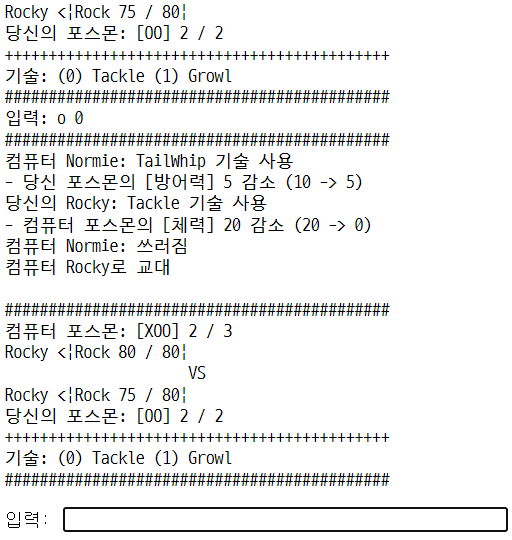 Rocky <¦Rock 75 / 80¦
당신의 포스몬: [OO] 2 / 2
++++++++++++++++++++++++++++++++++++++++++++
기술: (0) Tackle (1) Growl
############################################
입력: o 0
############################################
컴퓨터 Normie: TailWhip 기술 사용
- 당신 포스몬의 [방어력] 5 감소 (10 -> 5)
당신의 Rocky: Tackle 기술 사용
- 컴퓨터 포스몬의 [체력] 20 감소 (20 -> 0)
컴퓨터 Normie: 쓰러짐
컴퓨터 Rocky로 교대
############################################
컴퓨터 포스몬: [XOO] 2 / 3
Rocky <¦Rock 80 / 80¦
VS
Rocky <¦Rock 75 / 80¦
당신의 포스몬: [OO] 2 / 2
++++++++++++++++++++++++++++++++++++++++++++
기술: (0) Tackle (1) Growl
############################################
입력: